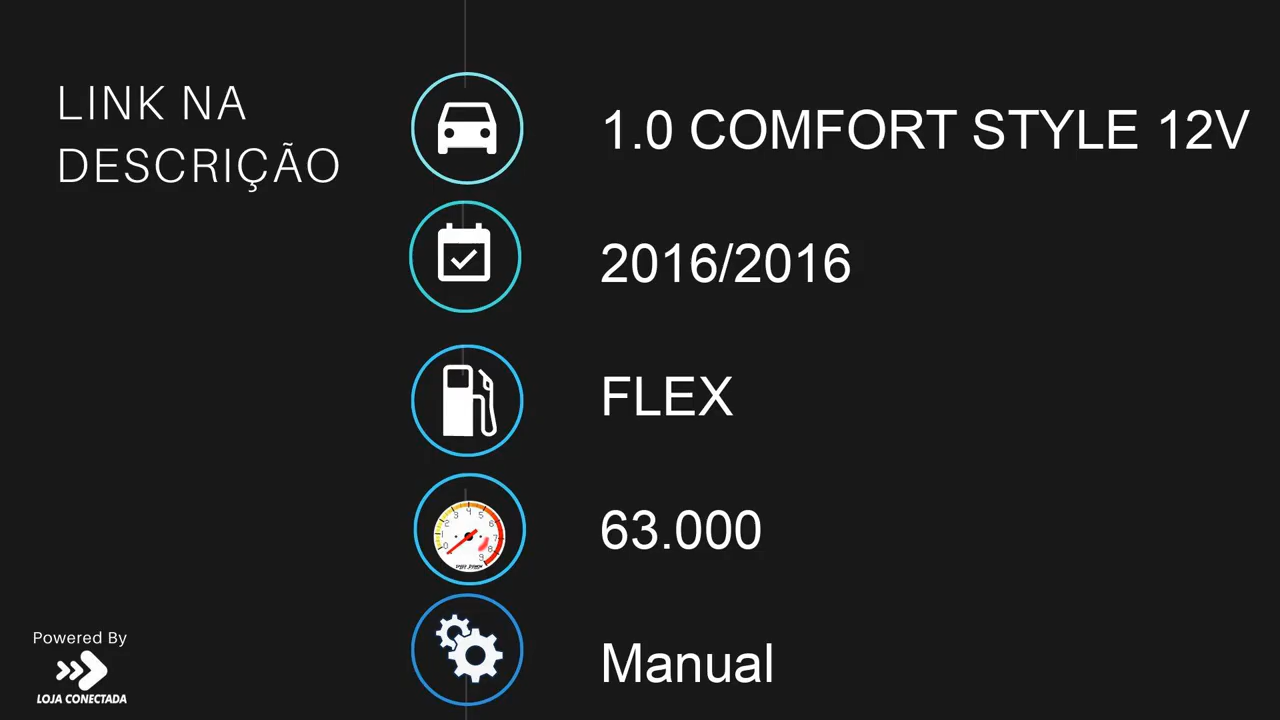 LINK NA
DESCRIÇÃO
1.0 COMFORT STYLE 12V
2016/2016
FLEX
63.000
Manual
Powered By
LOJA CONECTADA